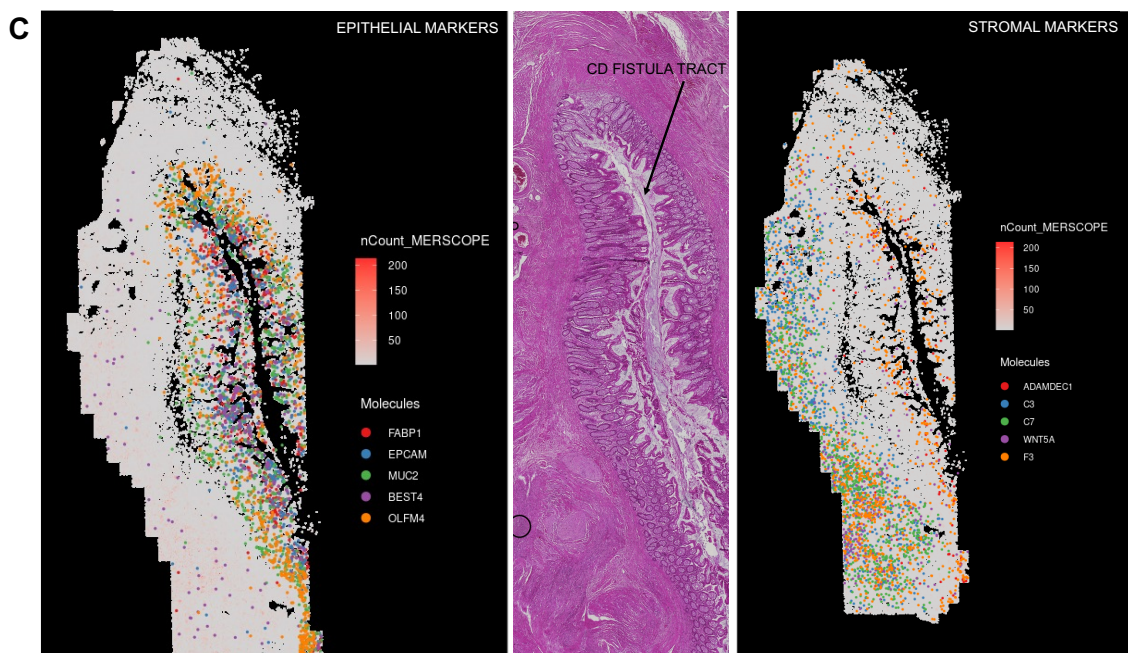 C
EPITHELIAL MARKERS
nCount_MERSCOPE
200
150
100
50
Molecules
FABP1
EPCAM
MUC2
BEST4
OLFM4
CD FISTULA TRACT
STROMAL MARKERS
nCount_MERSCOPE
200
150
100
50
Molecules
ADAMDEC1
C3
C7
WNT5A
F3